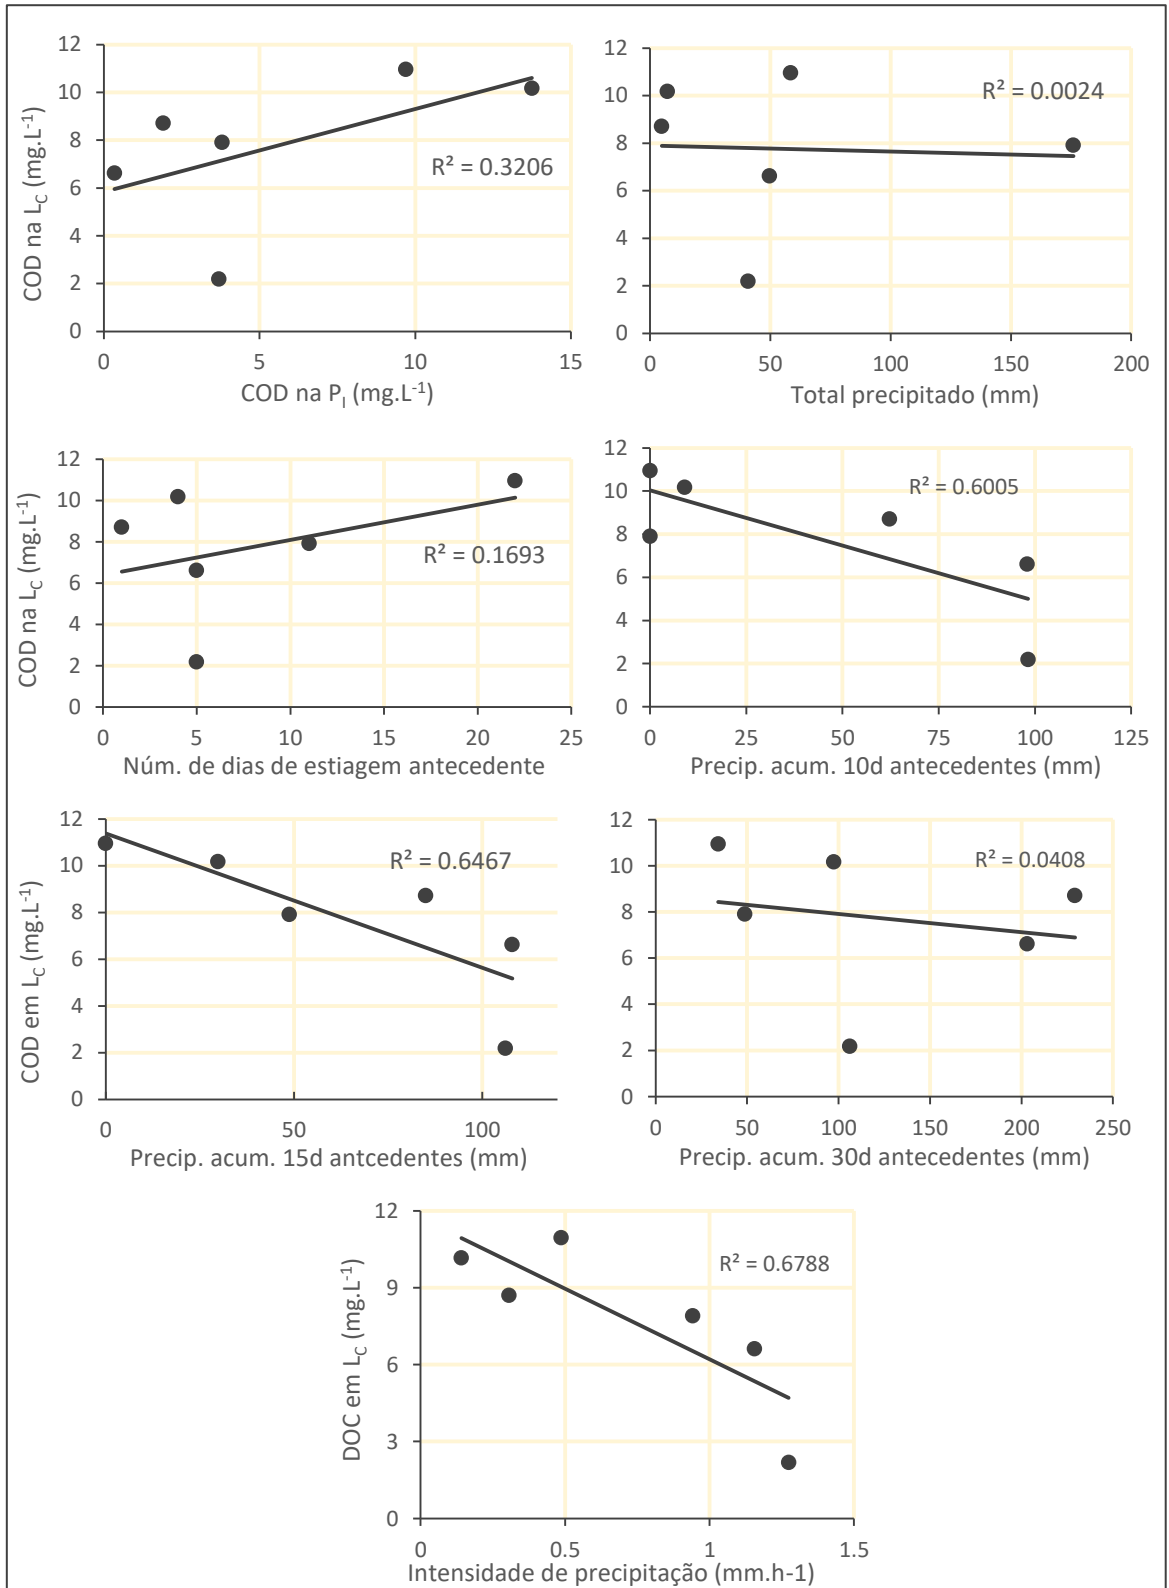 12
10
8
6
4
2
0
COD na L_C (mg.L⁻¹)
R² = 0.3206
0 5 10 15
COD na P_I (mg.L⁻¹)
12
10
8
6
4
2
0
R² = 0.0024
0 50 100 150 200
Total precipitado (mm)
12
10
8
6
4
2
0
COD na L_C (mg.L⁻¹)
R² = 0.1693
0 5 10 15 20 25
Núm. de dias de estiagem antecedente
12
10
8
6
4
2
0
R² = 0.6005
0 25 50 75 100 125
Precip. acum. 10d antecedentes (mm)
12
10
8
6
4
2
0
COD em L_C (mg.L⁻¹)
R² = 0.6467
0 50 100
Precip. acum. 15d antcedentes (mm)
12
10
8
6
4
2
0
R² = 0.0408
0 50 100 150 200 250
Precip. acum. 30d antecedentes (mm)
12
9
6
3
0
DOC em L_C (mg.L⁻¹)
R² = 0.6788
0 0.5 1 1.5
Intensidade de precipitação (mm.h-1)